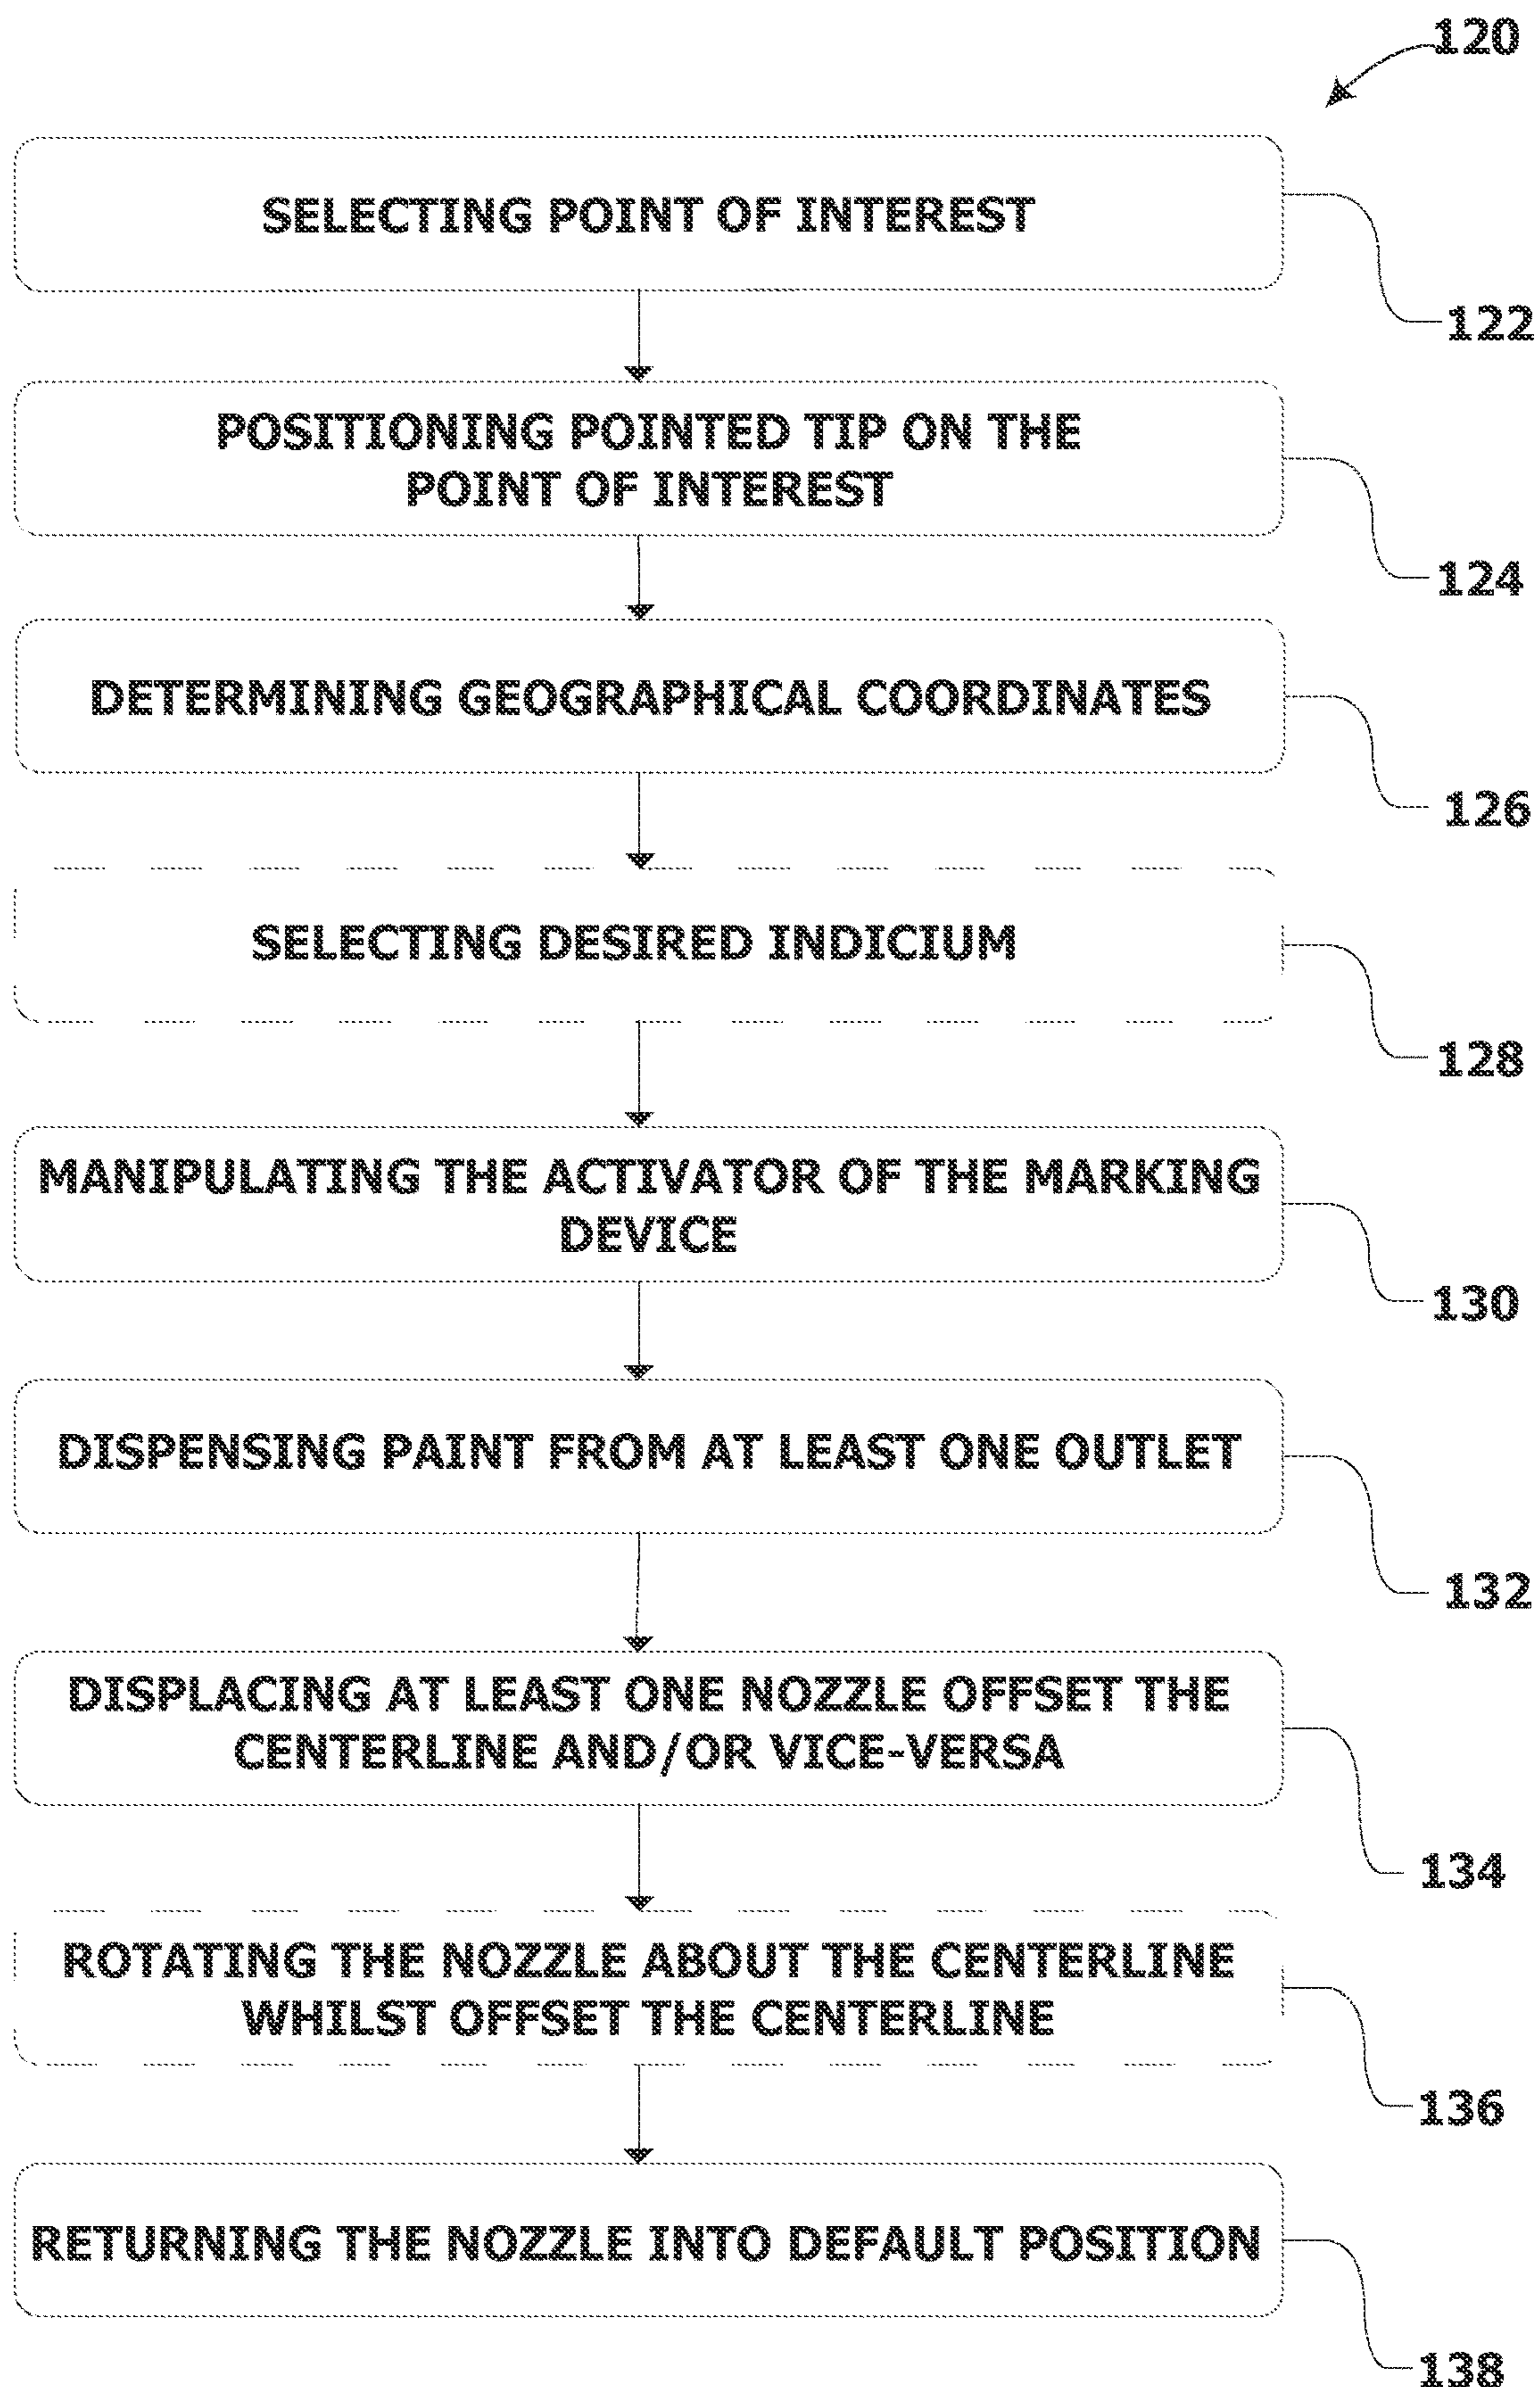 120
SELECTING POINT OF INTEREST
122
POSITIONING POINTED TIP ON THE
POINT OF INTEREST
124
DETERMINING GEOGRAPHICAL COORDINATES
126
SELECTING DESIRED INDICIUM
128
MANIPULATING THE ACTIVATOR OF THE MARKING
DEVICE
130
DISPENSING PAINT FROM AT LEAST ONE OUTLET
132
DISPLACING AT LEAST ONE NOZZLE OFFSET THE
CENTERLINE AND/OR VICE-VERSA
134
ROTATING THE NOZZLE ABOUT THE CENTERLINE
WHILST OFFSET THE CENTERLINE
136
RETURNING THE NOZZLE INTO DEFAULT POSITION
138